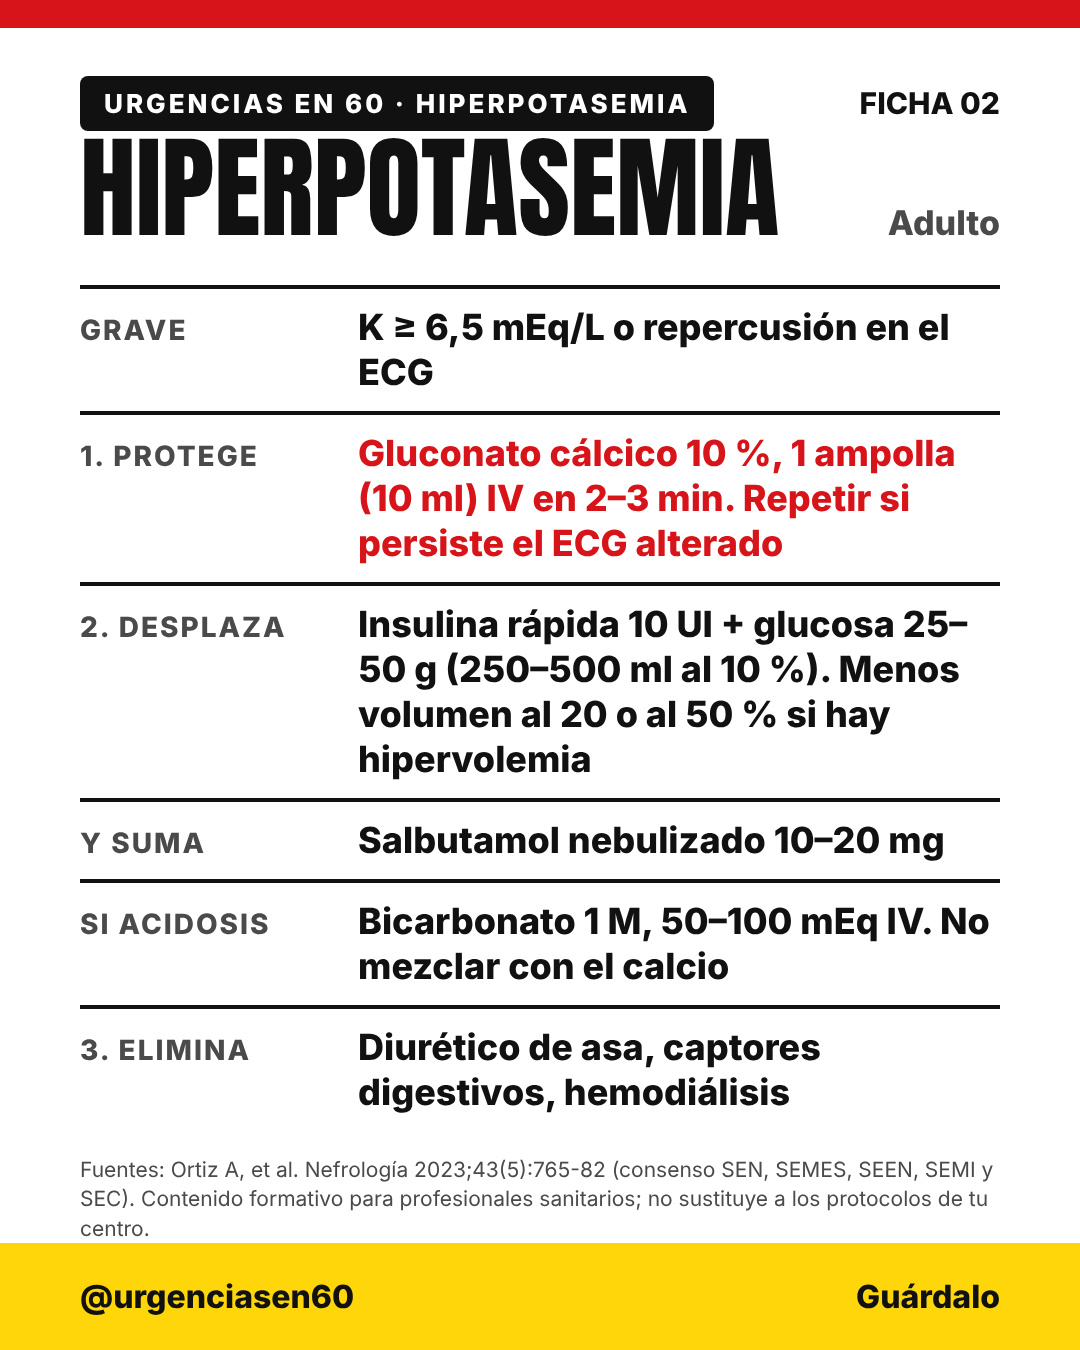 URGENCIAS EN 60 · HIPERPOTASEMIA
FICHA 02
HIPERPOTASEMIA
Adulto
GRAVE
K ≥ 6,5 mEq/L o repercusión en el
ECG
1. PROTEGE
Gluconato cálcico 10 %, 1 ampolla
(10 ml) IV en 2–3 min. Repetir si
persiste el ECG alterado
2. DESPLAZA
Insulina rápida 10 UI + glucosa 25–
50 g (250–500 ml al 10 %). Menos
volumen al 20 o al 50 % si hay
hipervolemia
Y SUMA
Salbutamol nebulizado 10–20 mg
SI ACIDOSIS
Bicarbonato 1 M, 50–100 mEq IV. No
mezclar con el calcio
3. ELIMINA
Diurético de asa, captores
digestivos, hemodiálisis
Fuentes: Ortiz A, et al. Nefrología 2023;43(5):765-82 (consenso SEN, SEMES, SEEN, SEMI y
SEC). Contenido formativo para profesionales sanitarios; no sustituye a los protocolos de tu
centro.
@urgenciasen60
Guárdalo